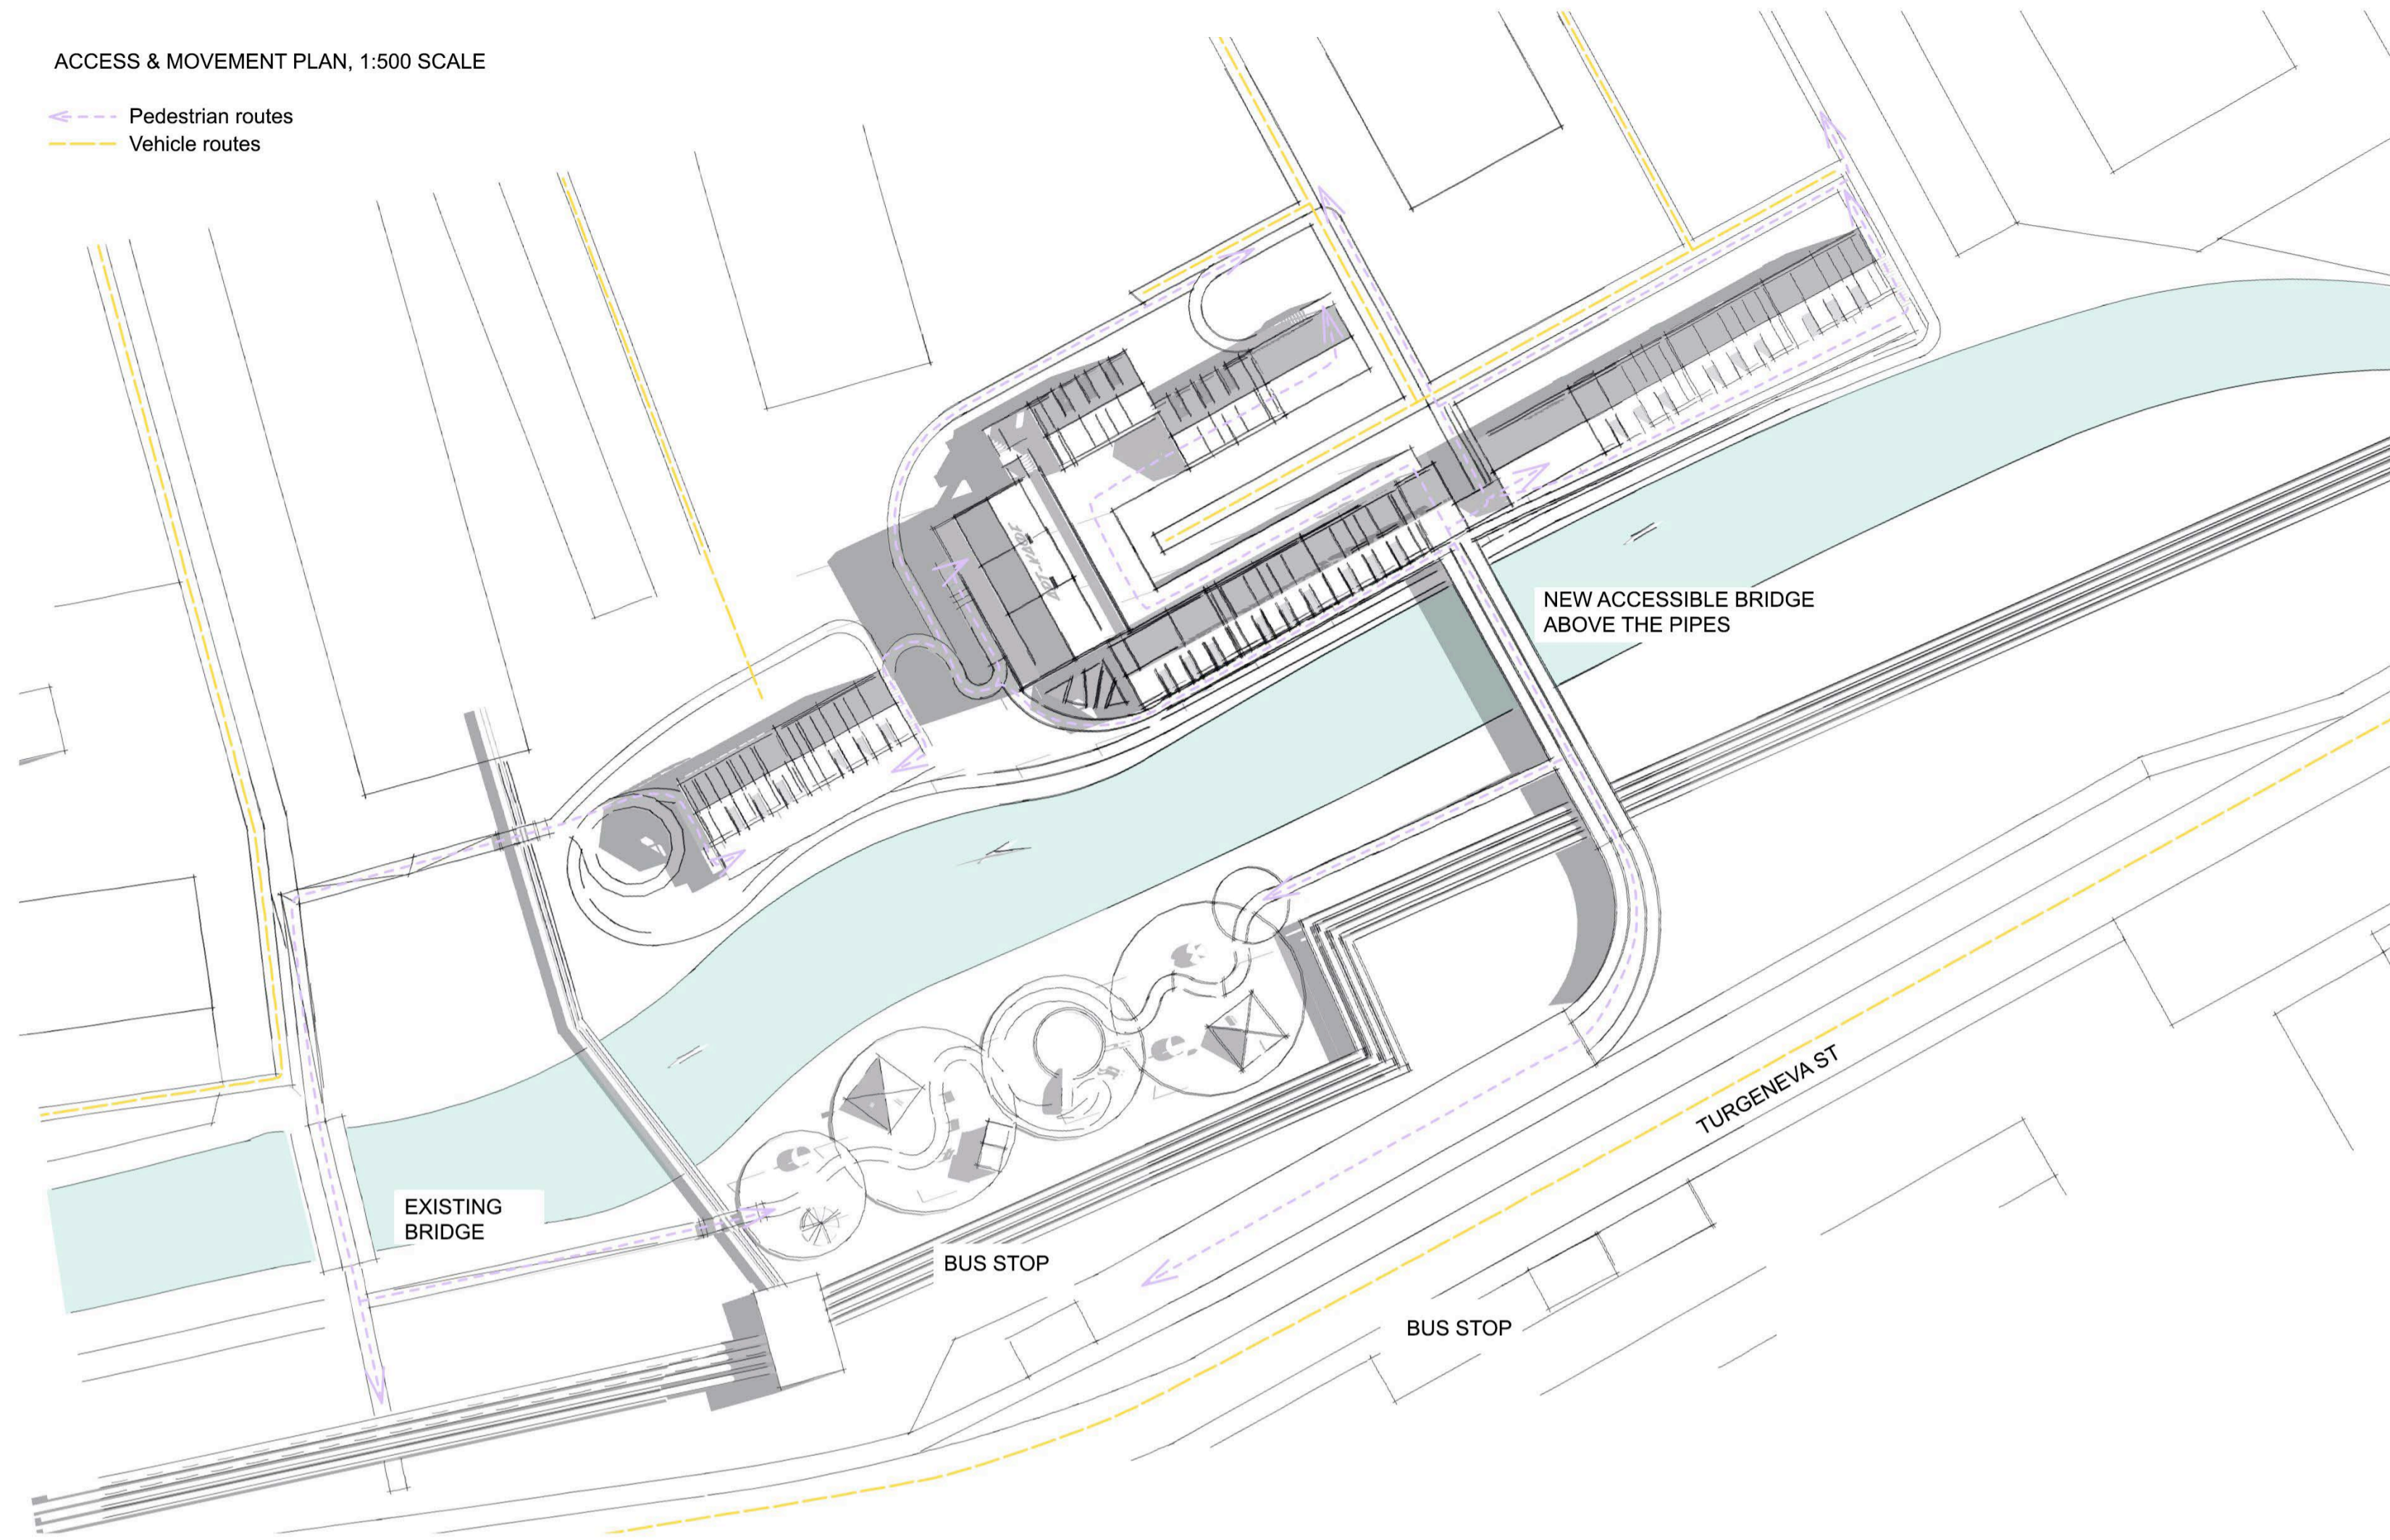 ACCESS & MOVEMENT PLAN, 1:500 SCALE
Pedestrian routes
Vehicle routes
NEW ACCESSIBLE BRIDGE
ABOVE THE PIPES
TURGENEVA ST
EXISTING
BRIDGE
BUS STOP
BUS STOP